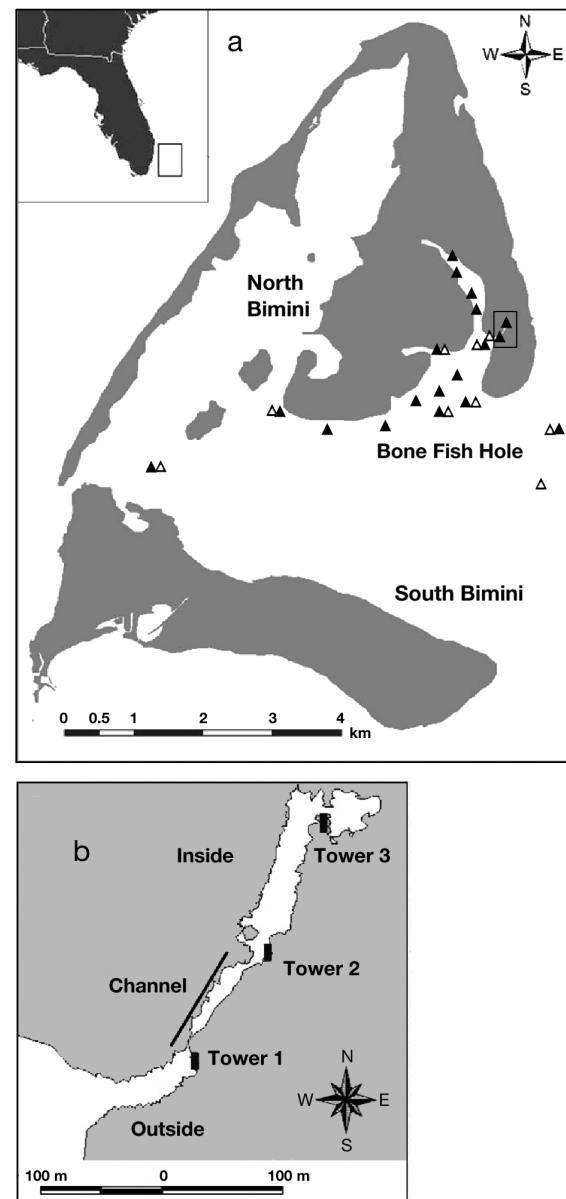 a
N
W E
S
North
Bimini
Bone Fish Hole
South Bimini
0 0.5 1 2 3 4
km
b
Inside
Tower 3
Channel
Tower 2
Tower 1
N
W E
S
Outside
100 m 0 100 m